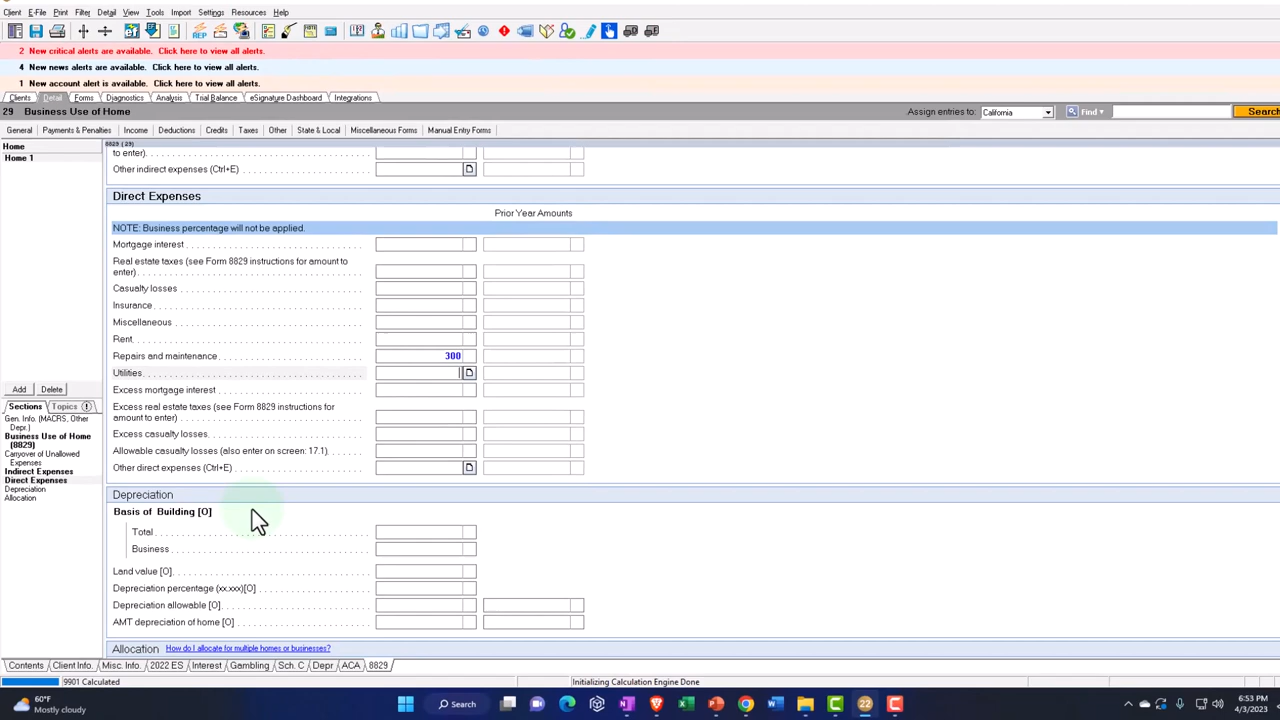 Client E-File Print Filter Detail View Tools Import Settings Resources Help
2 New critical alerts are available. Click here to view all alerts.
4 New news alerts are available. Click here to view all alerts.
1 New account alert is available. Click here to view all alerts.
Clients Detail Forms Diagnostics Analysis Trial Balance eSignature Dashboard Integrations
29 Business Use of Home Assign entries to: California Find Search
General Payments & Penalties Income Deductions Credits Taxes Other State & Local Miscellaneous Forms Manual Entry Forms
Home
8829 (29)
Home 1
to enter)
Other indirect expenses (Ctrl+E)
Direct Expenses
Prior Year Amounts
NOTE: Business percentage will not be applied.
Mortgage interest
Real estate taxes (see Form 8829 instructions for amount to
enter)
Casualty losses
Insurance
Miscellaneous
Rent
Repairs and maintenance 300
Utilities
Excess mortgage interest
Excess real estate taxes (see Form 8829 instructions for
amount to enter)
Excess casualty losses
Allowable casualty losses (also enter on screen: 17.1)
Other direct expenses (Ctrl+E)
Add Delete
Sections Topics
Gen. Info. (MACRS, Other
Depr.)
Business Use of Home
(8829)
Carryover of Unallowed
Expenses
Indirect Expenses
Direct Expenses
Depreciation
Allocation
Depreciation
Basis of Building [O]
Total
Business
Land value [O]
Depreciation percentage (xx.xxx)[O]
Depreciation allowable [O]
AMT depreciation of home [O]
Allocation How do I allocate for multiple homes or businesses?
Contents Client Info. Misc. Info. 2022 ES Interest Gambling Sch. C Depr ACA 8829
9901 Calculated Initializing Calculation Engine Done
60°F
Mostly cloudy
Search
22
6:53 PM
4/3/2023